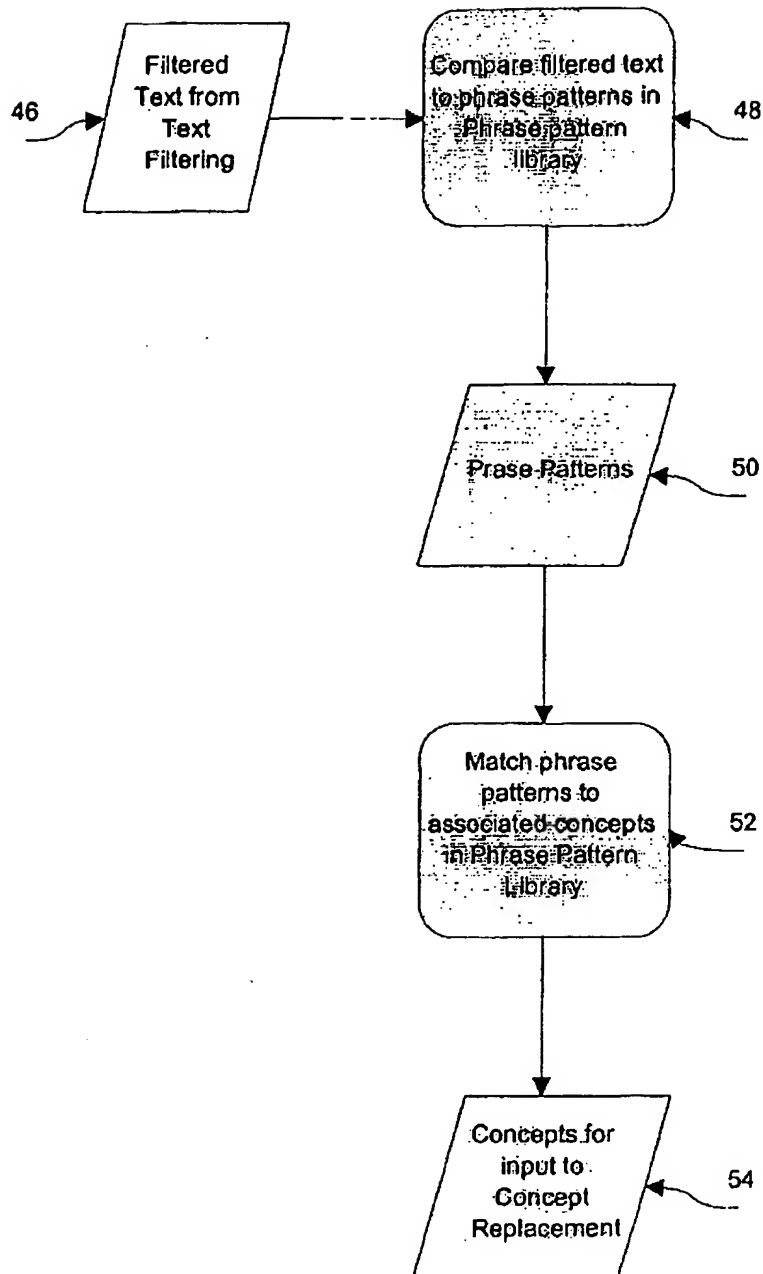 46
Filtered
Text from
Text
Filtering
Compare filtered text
to phrase patterns in
Phrase pattern
library
48
Prase Patterns
50
Match phrase
patterns to
associated concepts
in Phrase Pattern
Library
52
Concepts for
input to
Concept
Replacement
54